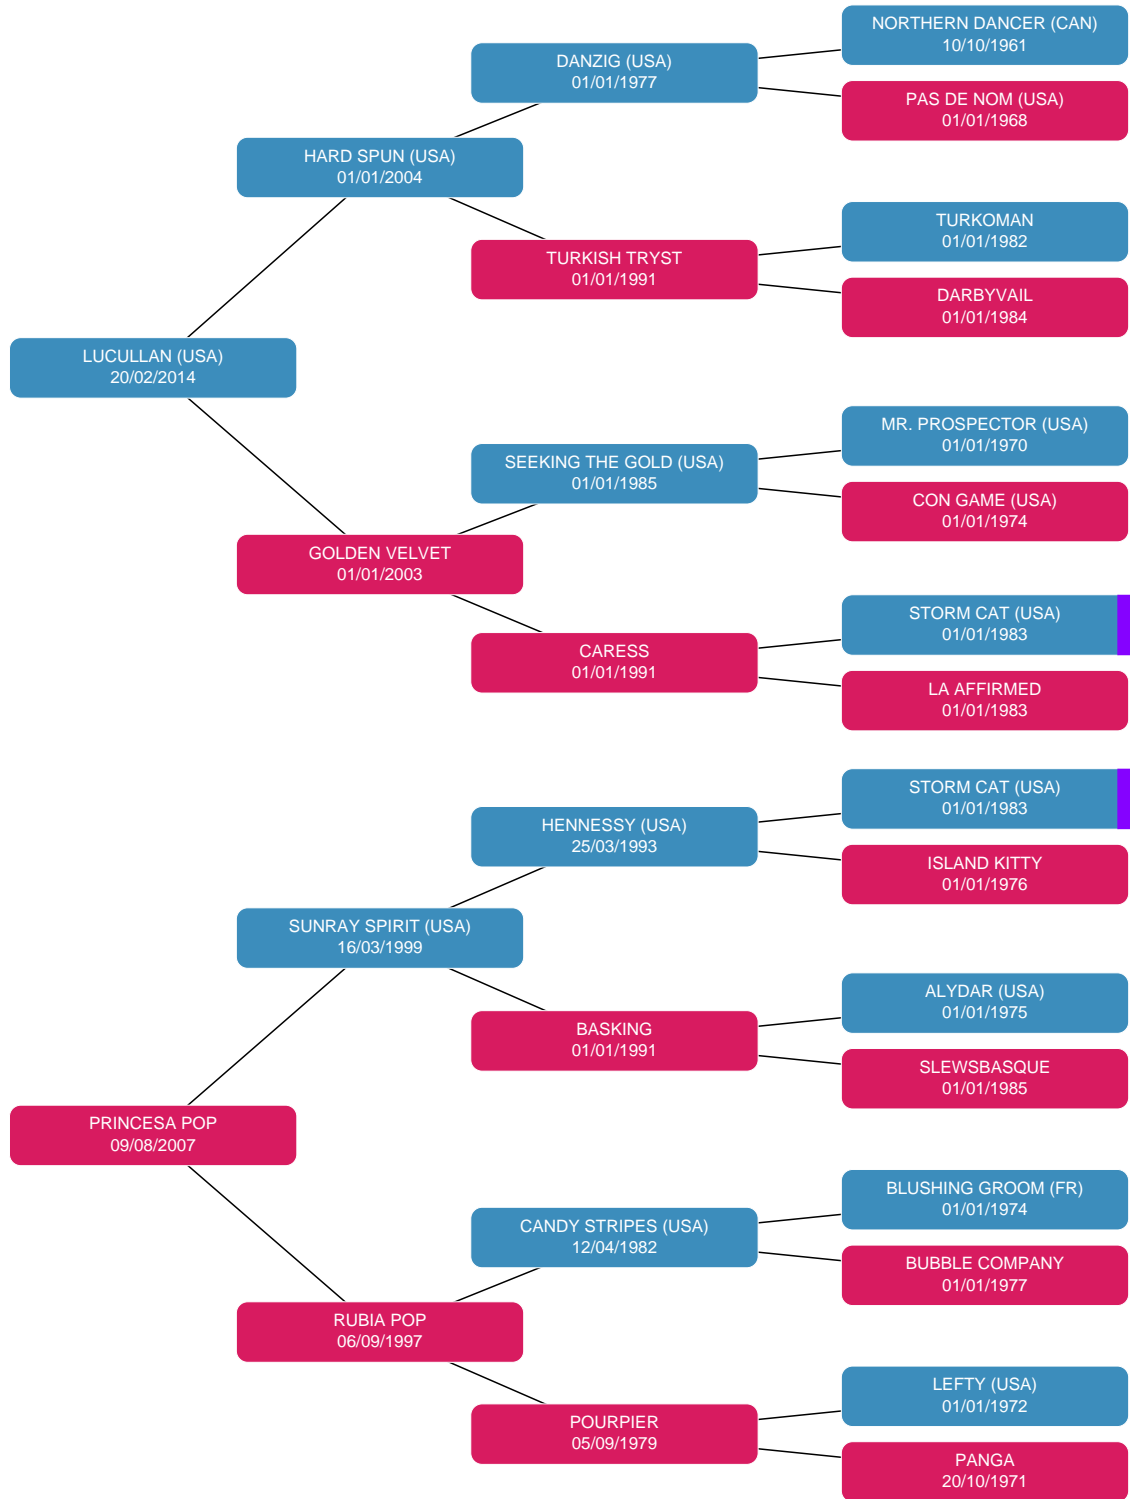 NORTHERN DANCER (CAN)
10/10/1961
DANZIG (USA)
01/01/1977
PAS DE NOM (USA)
01/01/1968
HARD SPUN (USA)
01/01/2004
TURKOMAN
01/01/1982
TURKISH TRYST
01/01/1991
DARBYVAIL
01/01/1984
LUCULLAN (USA)
20/02/2014
MR. PROSPECTOR (USA)
01/01/1970
SEEKING THE GOLD (USA)
01/01/1985
CON GAME (USA)
01/01/1974
GOLDEN VELVET
01/01/2003
STORM CAT (USA)
01/01/1983
CARESS
01/01/1991
LA AFFIRMED
01/01/1983
STORM CAT (USA)
01/01/1983
HENNESSY (USA)
25/03/1993
ISLAND KITTY
01/01/1976
SUNRAY SPIRIT (USA)
16/03/1999
ALYDAR (USA)
01/01/1975
BASKING
01/01/1991
SLEWSBASQUE
01/01/1985
PRINCESA POP
09/08/2007
BLUSHING GROOM (FR)
01/01/1974
CANDY STRIPES (USA)
12/04/1982
BUBBLE COMPANY
01/01/1977
RUBIA POP
06/09/1997
LEFTY (USA)
01/01/1972
POURPIER
05/09/1979
PANGA
20/10/1971